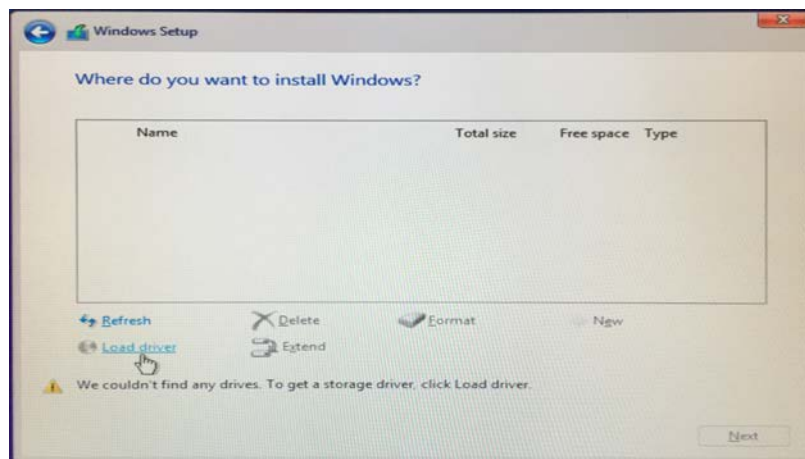 Windows Setup
Where do you want to install Windows?
Name Total size Free space Type
Refresh Delete Format New
Load driver Extend
We couldn't find any drives. To get a storage driver, click Load driver.
Next